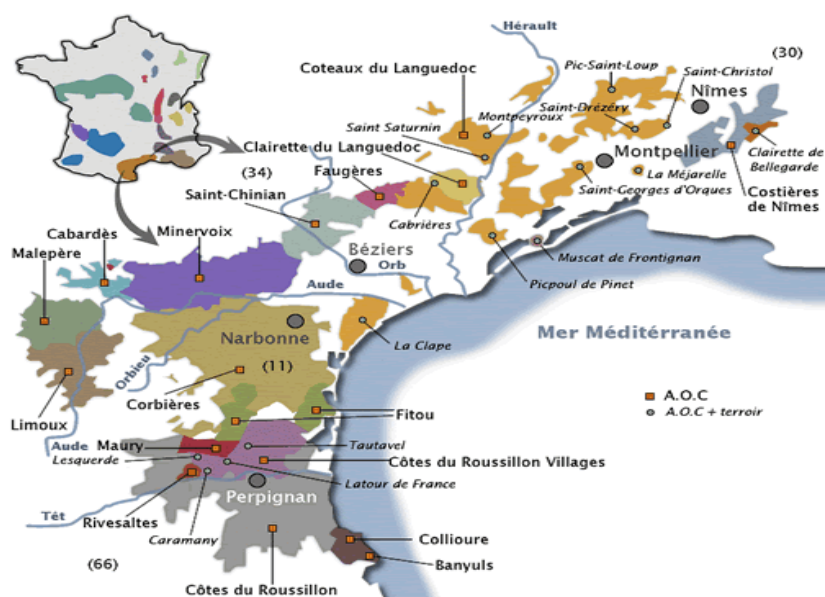 Hérault
Pic-Saint-Loup
(30)
Coteaux du Languedoc
Saint-Christol
Saint-Drézéry
Nîmes
Montpeyroux
Saint Saturnin
Clairette du Languedoc
Montpellier
(34)
La Méjarelle
Clairette de
Bellegarde
Faugères
Saint-Georges d'Orques
Costières
de Nîmes
Saint-Chinian
Cabrières
Cabardès
Minervoix
Béziers
Malepère
Orb
Muscat de Frontignan
Aude
Picpoul de Pinet
Narbonne
Mer Méditérranée
La Clape
Orbieu
(11)
Corbières
A.O.C
Limoux
Fitou
A.O.C + terroir
Aude
Maury
Tautavel
Lesquerde
Côtes du Roussillon Villages
Perpignan
Latour de France
Têt
Rivesaltes
Caramany
Collioure
(66)
Banyuls
Côtes du Roussillon